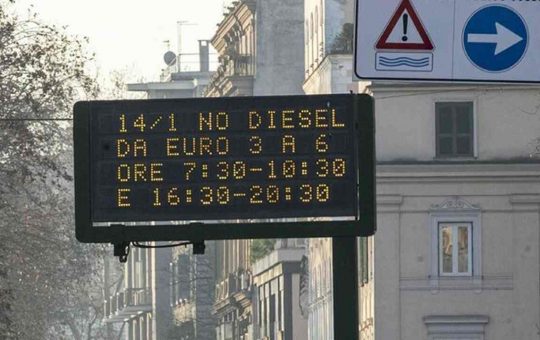 14/1 NO DIESEL
DA EURO 3 A 6
ORE 7:30-10:30
E 16:30-20:30